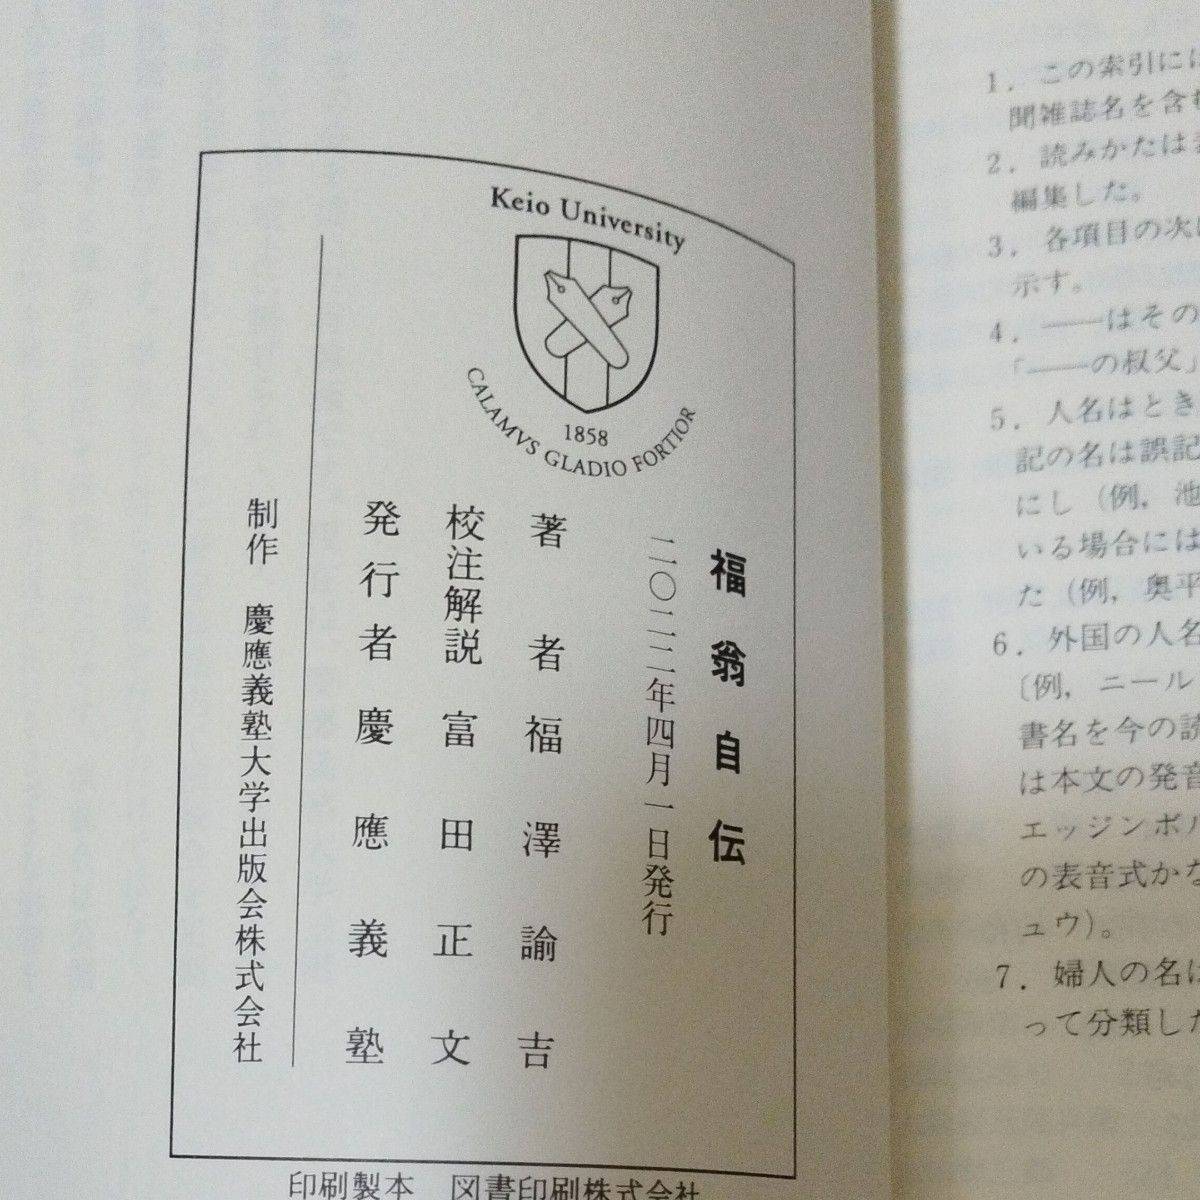 Keio University
1858
CALAMVS GLADIO FORTIOR
福翁自伝
二〇二二年四月一日発行
著者 福澤諭吉
校注解説 富田正文
発行者 慶應義塾
制作 慶應義塾大学出版会株式会社
印刷製本 図書印刷株式会社
1. この索引に
聞雑誌名を含
2. 読みかたは
編集した。
3. 各項目の次
示す。
4. ――はその
「――の叔父」
5. 人名はとき
記の名は誤記
にし(例,池
いる場合には
た(例,奥平
6. 外国の人名
〔例,ニール
書名を今の読
は本文の発音
エッジンボル
の表音式かな
ュウ)。
7. 婦人の名は
って分類した